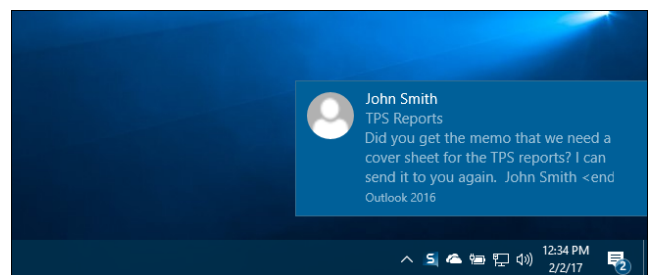 John Smith
TPS Reports
Did you get the memo that we need a
cover sheet for the TPS reports? I can
send it to you again.  John Smith <end
Outlook 2016
S
12:34 PM
2/2/17
2